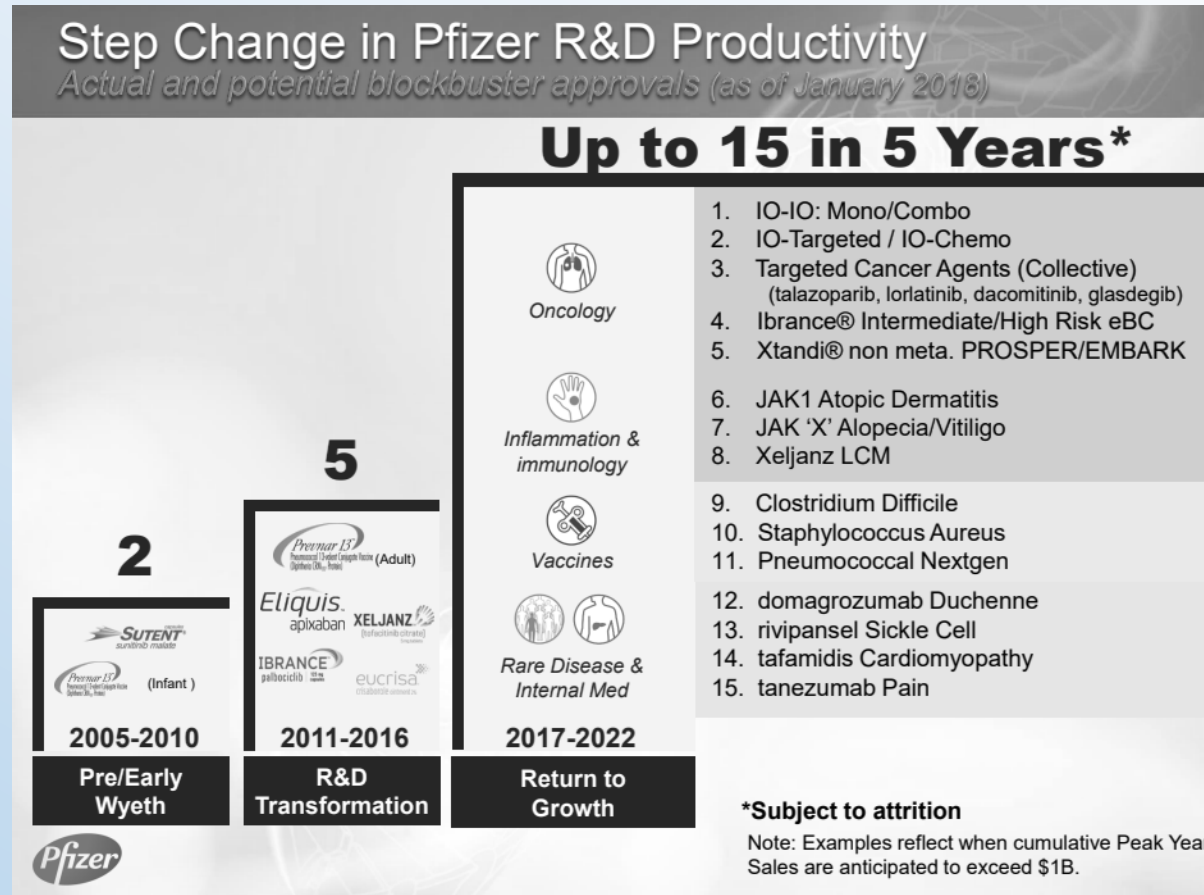 Step Change in Pfizer R&D Productivity
Actual and potential blockbuster approvals (as of January 2018)
Up to 15 in 5 Years*
2
SUTENT®
sunitinib malate
Prevnar 13®
(Infant )
2005-2010
Pre/Early
Wyeth
5
Prevnar 13®
(Adult)
Eliquis.
apixaban
XELJANZ
(tofacitinib citrate)
IBRANCE
palbociclib
eucrisa
2011-2016
R&D
Transformation
Oncology
Inflammation &
immunology
Vaccines
Rare Disease &
Internal Med
2017-2022
Return to
Growth
1. IO-IO: Mono/Combo
2. IO-Targeted / IO-Chemo
3. Targeted Cancer Agents (Collective)
(talazoparib, lorlatinib, dacomitinib, glasdegib)
4. Ibrance® Intermediate/High Risk eBC
5. Xtandi® non meta. PROSPER/EMBARK
6. JAK1 Atopic Dermatitis
7. JAK ‘X’ Alopecia/Vitiligo
8. Xeljanz LCM
9. Clostridium Difficile
10. Staphylococcus Aureus
11. Pneumococcal Nextgen
12. domagrozumab Duchenne
13. rivipansel Sickle Cell
14. tafamidis Cardiomyopathy
15. tanezumab Pain
*Subject to attrition
Note: Examples reflect when cumulative Peak Year
Sales are anticipated to exceed $1B.
Pfizer